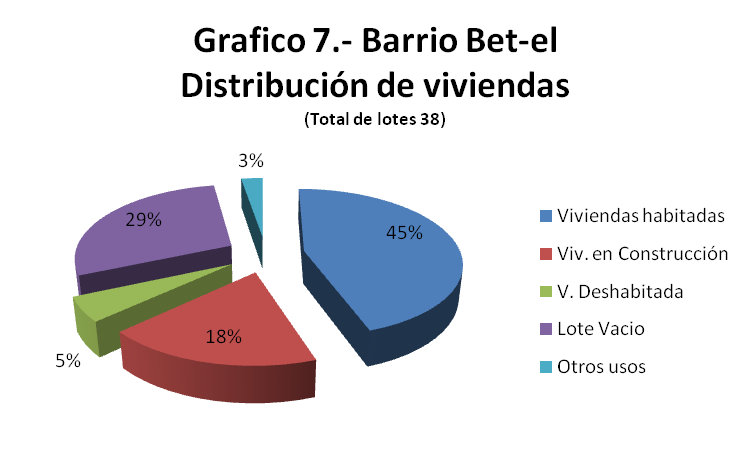 Grafico 7.- Barrio Bet-el
Distribución de viviendas
(Total de lotes 38)
3%
29%
45%
18%
5%
Viviendas habitadas
Viv. en Construcción
V. Deshabitada
Lote Vacio
Otros usos